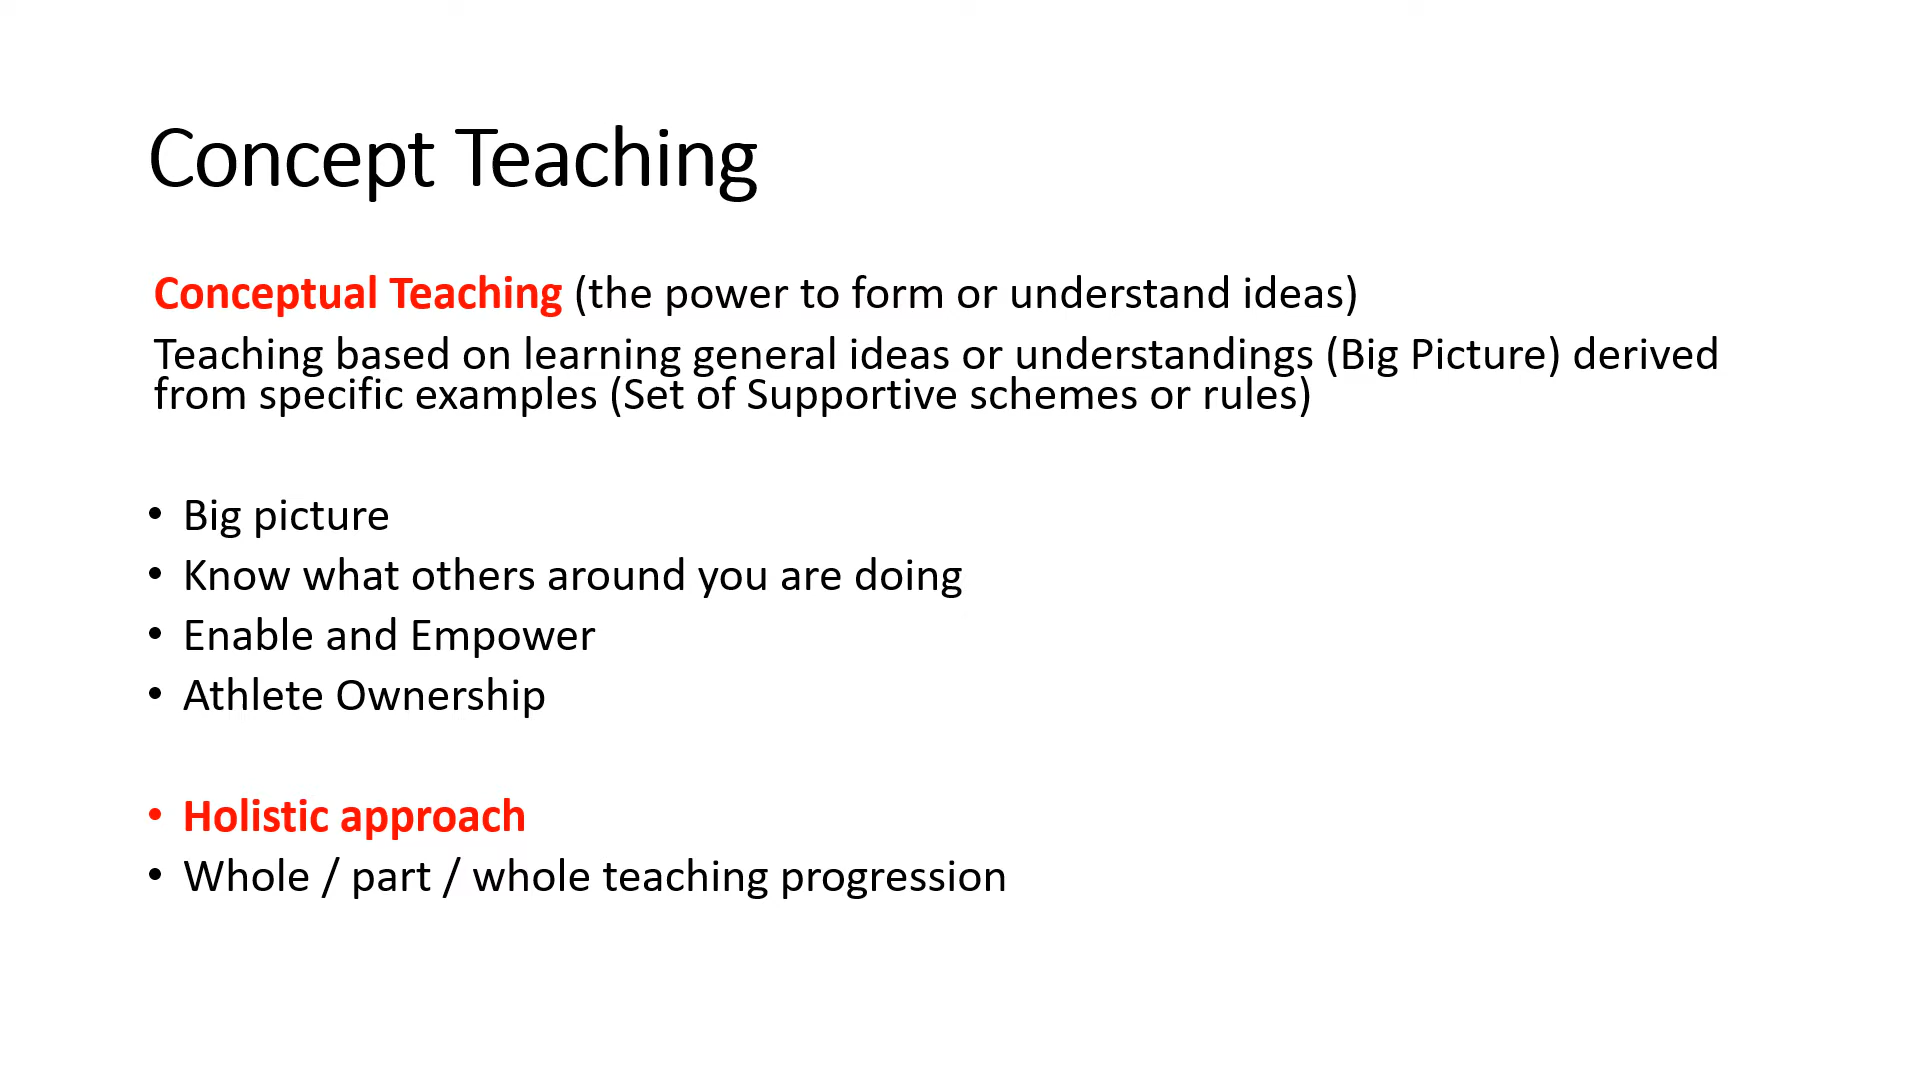 Concept Teaching
Conceptual Teaching (the power to form or understand ideas)
Teaching based on learning general ideas or understandings (Big Picture) derived
from specific examples (Set of Supportive schemes or rules)
• Big picture
• Know what others around you are doing
• Enable and Empower
• Athlete Ownership
• Holistic approach
• Whole / part / whole teaching progression